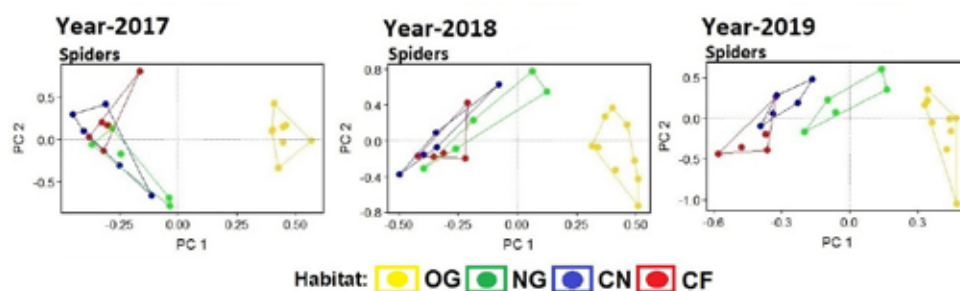 Year-2017
Spiders
PC 2
0.5
0.0
-0.5
-0.25
0.00
0.25
0.50
PC 1
Year-2018
Spiders
PC 2
0.8
0.4
0.0
-0.4
-0.8
-0.50
-0.25
0.00
0.25
0.50
PC 1
Year-2019
Spiders
PC 2
0.5
0.0
-0.5
-1.0
-0.6
-0.3
0.0
0.3
PC 1
Habitat: OG NG CN CF